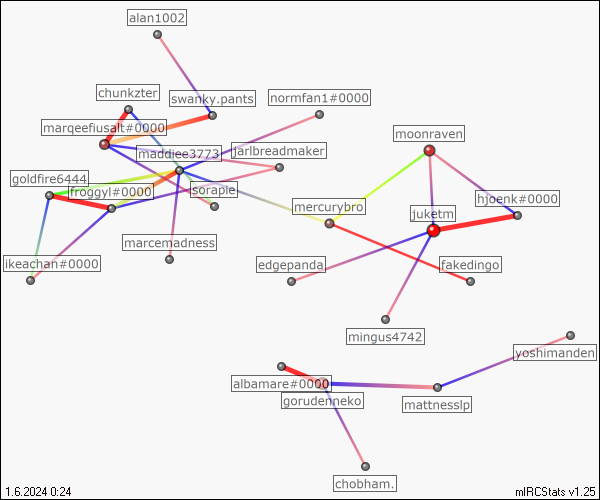 alan1002
chunkzter
swanky.pants
normfan1#0000
marqeefiusalt#0000
moonraven
maddiee3773
jarlbreadmaker
goldfire6444
froggyl#0000
soraple
hjoenk#0000
mercurybro
juketm
marcemadness
ikeachan#0000
edgepanda
fakedingo
mingus4742
yoshimanden
albamare#0000
gorudenneko
mattnesslp
chobham.
1.6.2024 0:24
mIRCStats v1.25